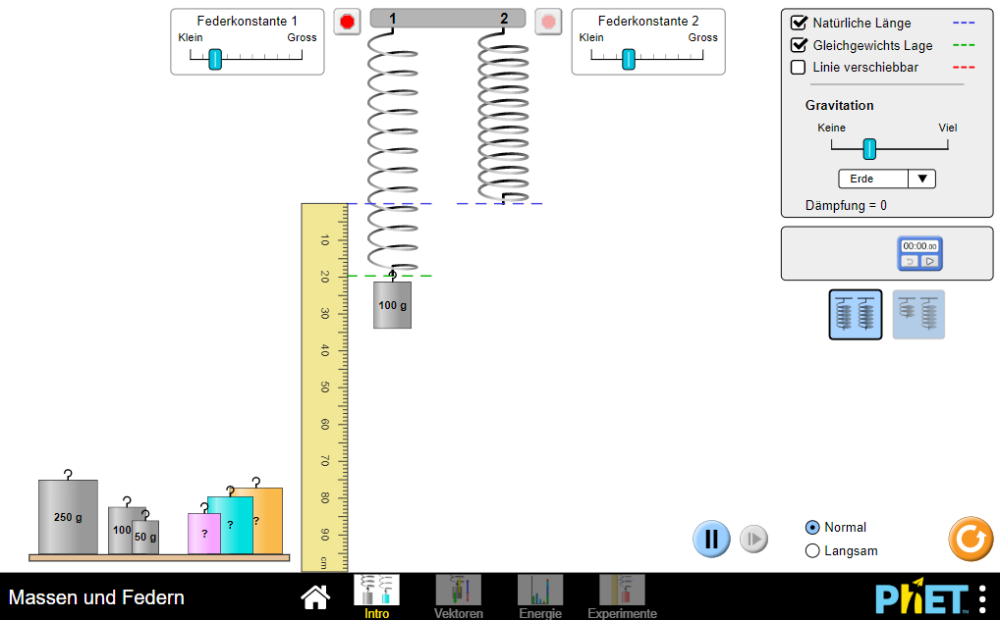 Federkonstante 1
Klein Gross
1 2
Federkonstante 2
Klein Gross
Natürliche Länge
Gleichgewichts Lage
Linie verschiebbar
Gravitation
Keine Viel
Erde
Dämpfung = 0
00:00.00
10
20
30
40
50
60
70
80
90
cm
100 g
250 g
100
50 g
?
?
?
Normal
Langsam
Massen und Federn
Intro
Vektoren
Energie
Experimente
PhET